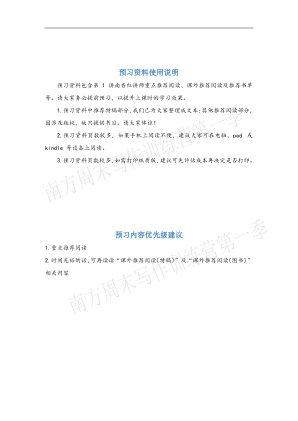 预习资料使用说明
预习资料包含第 1 讲南香红讲师重点推荐阅读、课外推荐阅读及推荐书单
等。请大家务必提前预习，以提升上课时的学习效果。
1.预习资料中推荐特稿部分,我们已为大家整理成文本;其他推荐阅读部分,
因涉及版权，故只提供书目。请大家体谅！
2.预习资料页数较多，如果手机上阅读不便，建议大家可在电脑、pad 或
kindle 等设备上阅读。
3.预习资料页数较多,如需打印纸质版,建议可先评估成本再决定是否打印。
南方周末写作训练营第一季
预习内容优先级建议
1.重点推荐阅读
2.时间充裕的话,可再读读“课外推荐阅读(特稿)”及“课外推荐阅读(图书)”
相关内容
南方周末写作训练营第一季